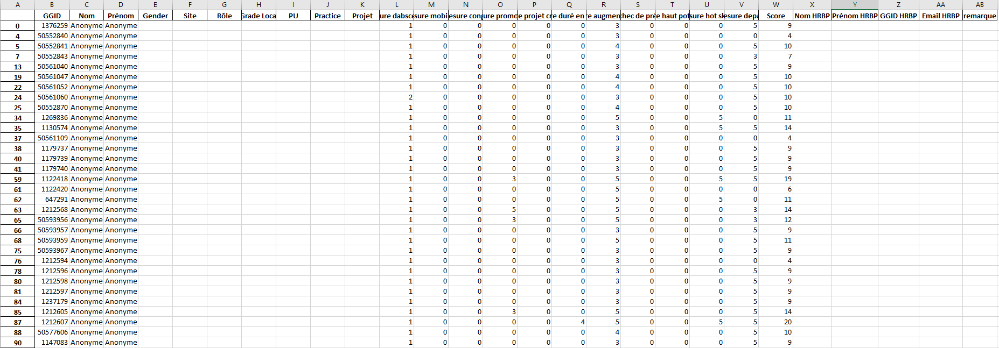 A B C D E F G H I J K L M N O P Q R S T U V W X Y Z AA AB
GGID Nom Prénom Gender Site Rôle Grade Loca PU Practice Projet ure dabsce sure mobi esure cong ure promo e projet cr e duré en e augmen hec de pr e haut pot sure hot sk esure depa Score Nom HRBP Prénom HRBP GGID HRBP Email HRBP remarque
0 1376259 Anonyme Anonyme 1 0 0 0 0 0 3 0 0 0 5 9
4 50552840 Anonyme Anonyme 1 0 0 0 0 0 3 0 0 0 0 4
5 50552841 Anonyme Anonyme 1 0 0 0 0 0 4 0 0 0 5 10
7 50552843 Anonyme Anonyme 1 0 0 0 0 0 3 0 0 0 3 7
13 50561040 Anonyme Anonyme 1 0 0 0 0 0 3 0 0 0 5 9
19 50561047 Anonyme Anonyme 1 0 0 0 0 0 4 0 0 0 5 10
22 50561052 Anonyme Anonyme 1 0 0 0 0 0 4 0 0 0 5 10
24 50561060 Anonyme Anonyme 2 0 0 0 0 0 3 0 0 0 5 10
25 50552870 Anonyme Anonyme 1 0 0 0 0 0 4 0 0 0 5 10
34 1269836 Anonyme Anonyme 1 0 0 0 0 0 5 0 0 5 0 11
35 1130574 Anonyme Anonyme 1 0 0 0 0 0 3 0 0 5 5 14
37 50561109 Anonyme Anonyme 1 0 0 0 0 0 3 0 0 0 0 4
38 1179737 Anonyme Anonyme 1 0 0 0 0 0 3 0 0 0 5 9
40 1179739 Anonyme Anonyme 1 0 0 0 0 0 3 0 0 0 5 9
41 1179740 Anonyme Anonyme 1 0 0 0 0 0 3 0 0 0 5 9
59 1122418 Anonyme Anonyme 1 0 0 3 0 0 5 0 0 5 5 19
61 1122420 Anonyme Anonyme 1 0 0 0 0 0 5 0 0 0 0 6
62 647291 Anonyme Anonyme 1 0 0 0 0 0 5 0 0 5 0 11
63 1212568 Anonyme Anonyme 1 0 0 5 0 0 5 0 0 0 3 14
65 50593956 Anonyme Anonyme 1 0 0 3 0 0 5 0 0 0 3 12
66 50593957 Anonyme Anonyme 1 0 0 0 0 0 3 0 0 0 5 9
68 50593959 Anonyme Anonyme 1 0 0 0 0 0 5 0 0 0 5 11
75 50593967 Anonyme Anonyme 1 0 0 0 0 0 3 0 0 0 5 9
76 1212594 Anonyme Anonyme 1 0 0 0 0 0 3 0 0 0 0 4
78 1212596 Anonyme Anonyme 1 0 0 0 0 0 3 0 0 0 5 9
80 1212598 Anonyme Anonyme 1 0 0 0 0 0 3 0 0 0 5 9
81 1212597 Anonyme Anonyme 1 0 0 0 0 0 3 0 0 0 5 9
84 1237179 Anonyme Anonyme 1 0 0 0 0 0 3 0 0 0 5 9
85 1212605 Anonyme Anonyme 1 0 0 3 0 0 5 0 0 0 5 14
87 1212607 Anonyme Anonyme 1 0 0 0 0 4 5 0 0 5 5 20
88 50577606 Anonyme Anonyme 1 0 0 0 0 0 4 0 0 0 5 10
90 1147083 Anonyme Anonyme 1 0 0 0 0 0 3 0 0 0 5 9